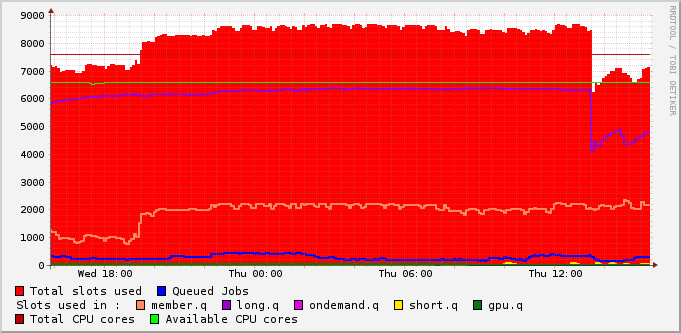 9000
8000
7000
6000
5000
4000
3000
2000
1000
0
Wed 18:00 Thu 00:00 Thu 06:00 Thu 12:00
RRDTOOL / TOBI OETIKER
Total slots used Queued Jobs
Slots used in : member.q long.q ondemand.q short.q gpu.q
Total CPU cores Available CPU cores